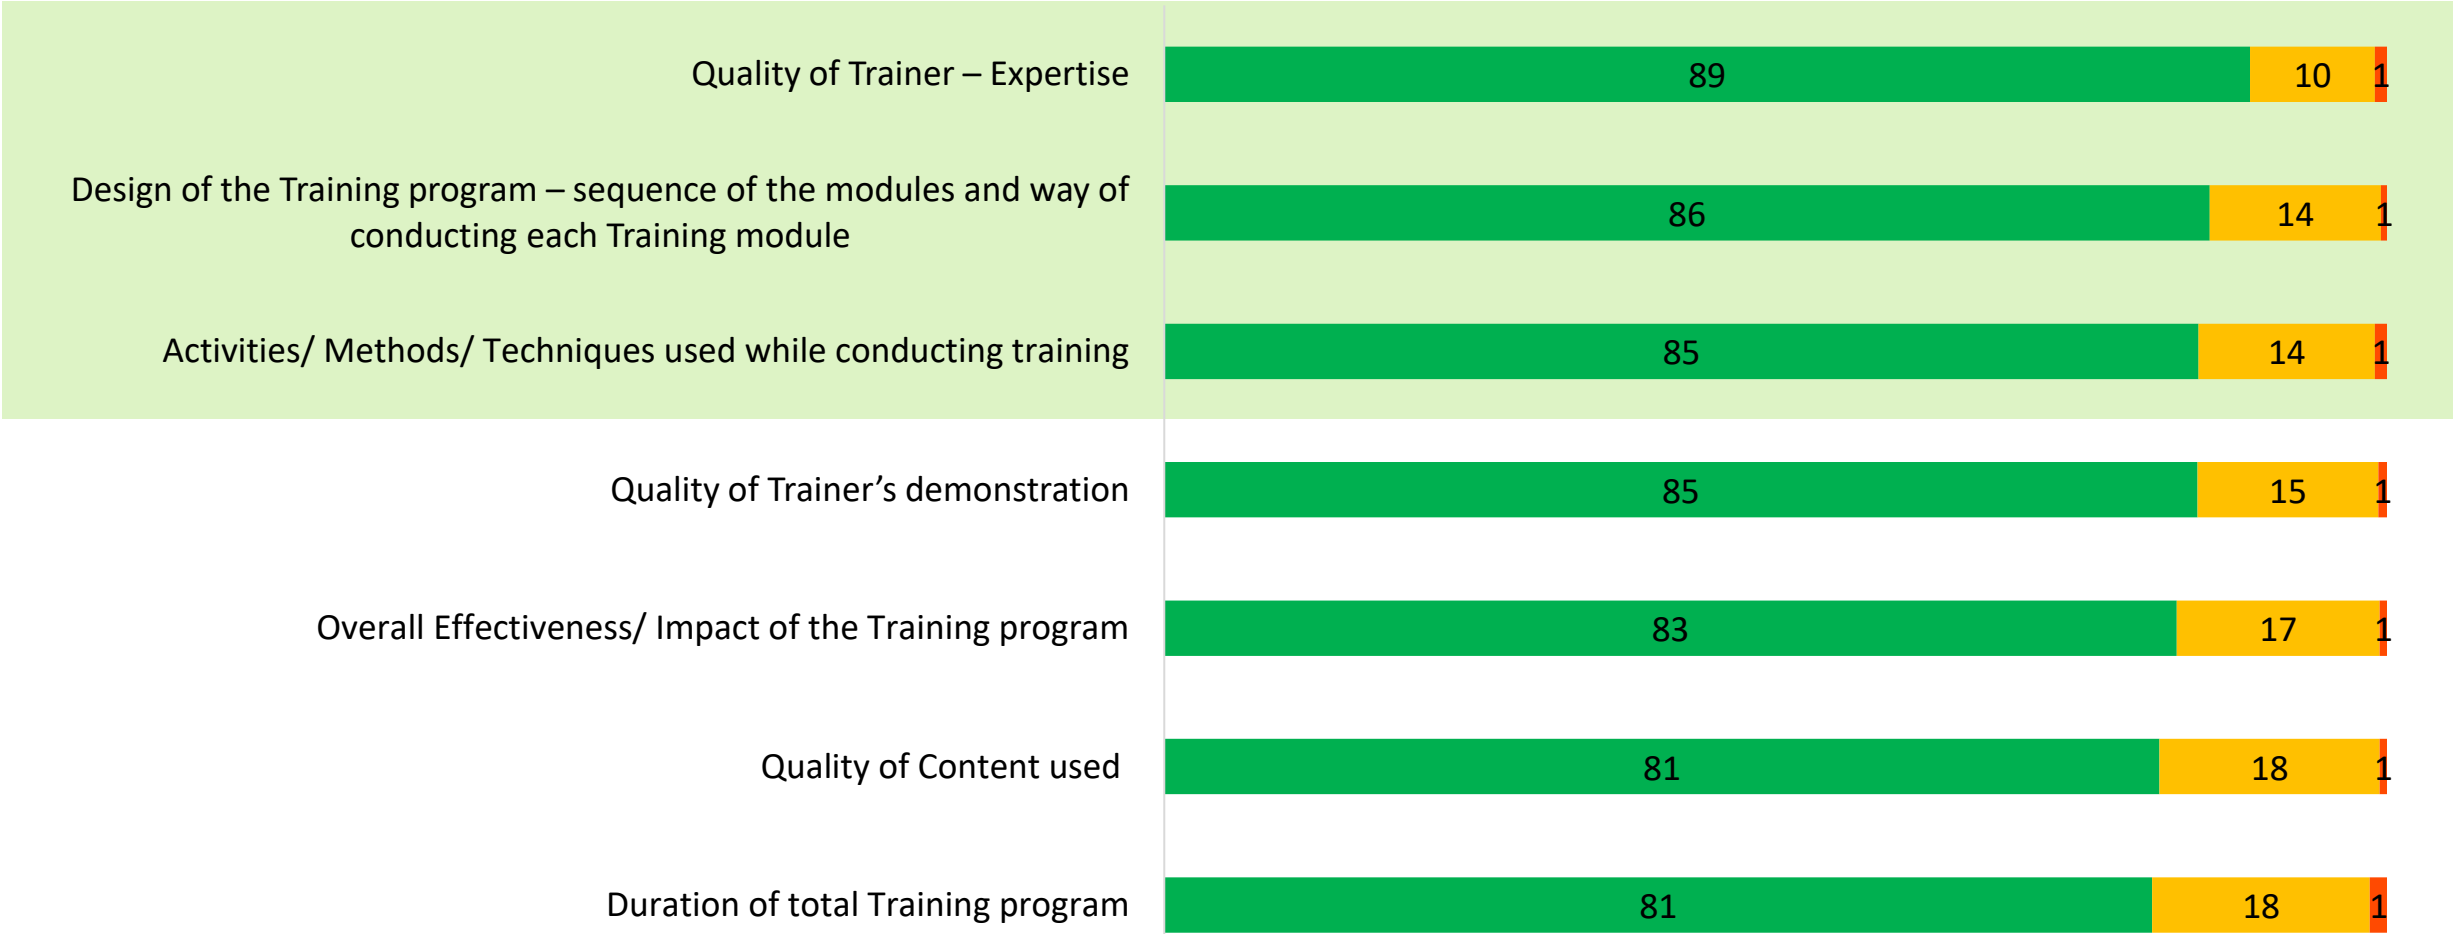 Quality of Trainer – Expertise
89 10 1
Design of the Training program – sequence of the modules and way of
conducting each Training module
86 14 1
Activities/ Methods/ Techniques used while conducting training
85 14 1
Quality of Trainer’s demonstration
85 15 1
Overall Effectiveness/ Impact of the Training program
83 17 1
Quality of Content used
81 18 1
Duration of total Training program
81 18 1